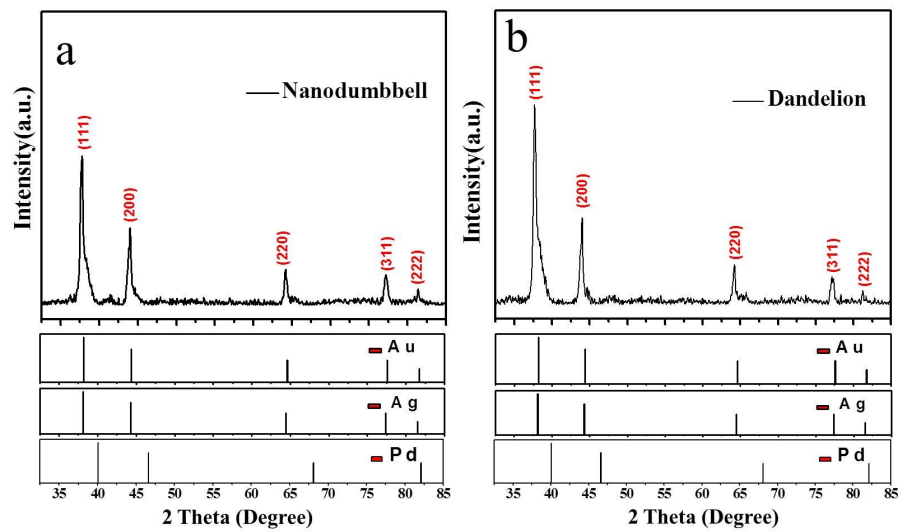 a
Nanodumbbell
Intensity(a.u.)
(111)
(200)
(220)
(311)
(222)
Au
Ag
Pd
35 40 45 50 55 60 65 70 75 80 85
2 Theta (Degree)
b
Dandelion
Intensity(a.u.)
(111)
(200)
(220)
(311)
(222)
Au
Ag
Pd
35 40 45 50 55 60 65 70 75 80 85
2 Theta (Degree)